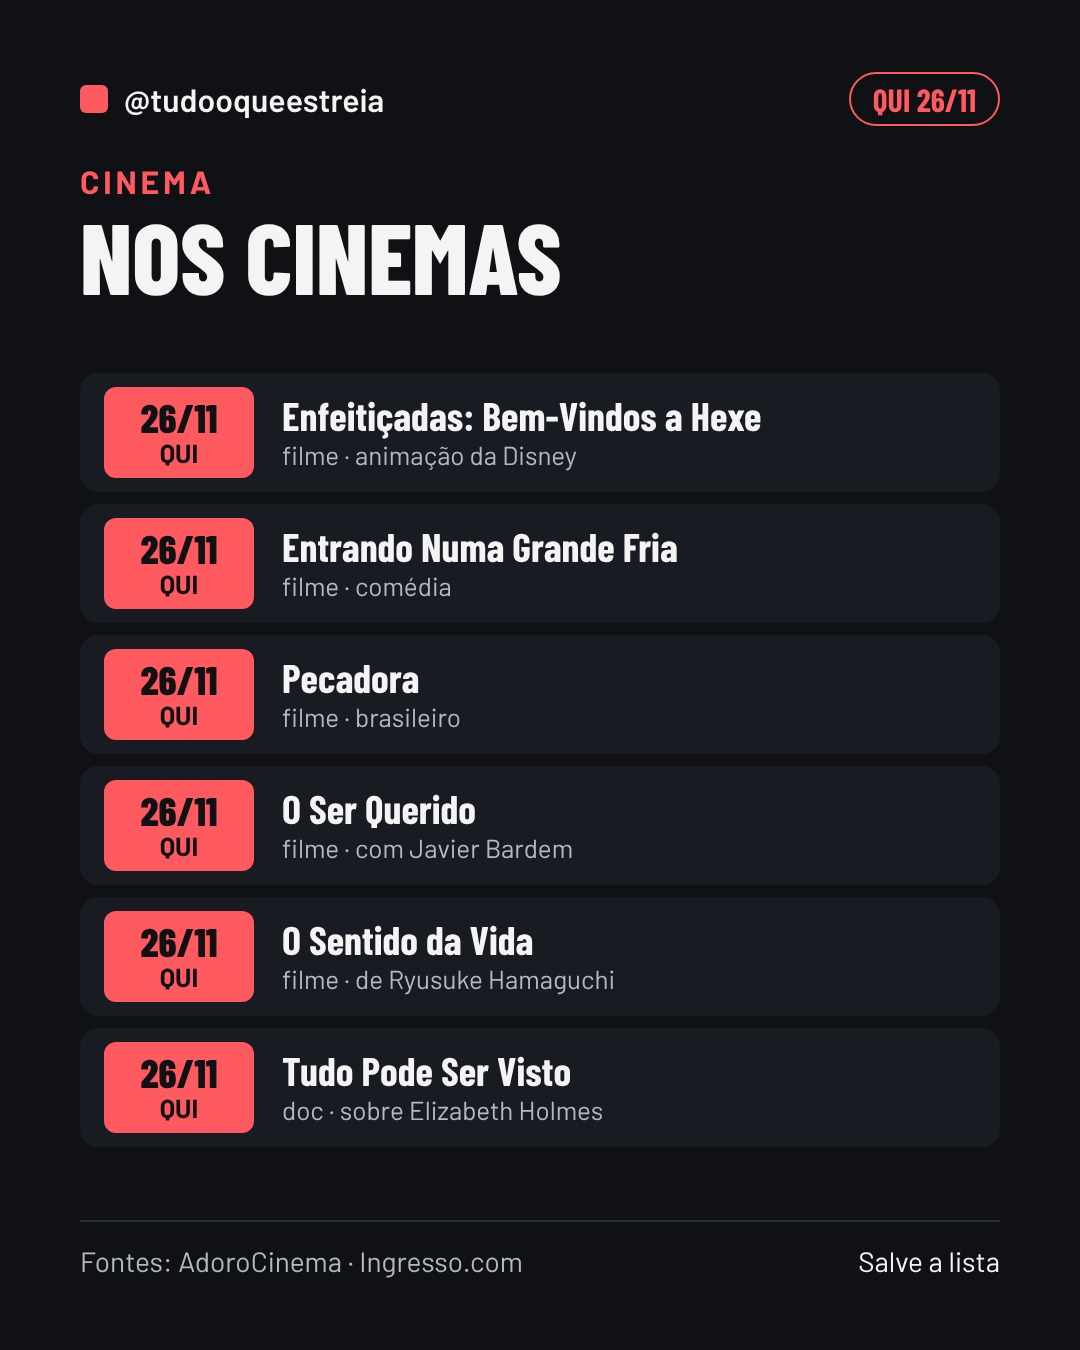 @tudooqueestreia
QUI 26/11
CINEMA
NOS CINEMAS
26/11
QUI
Enfeitiçadas: Bem-Vindos a Hexe
filme · animação da Disney
26/11
QUI
Entrando Numa Grande Fria
filme · comédia
26/11
QUI
Pecadora
filme · brasileiro
26/11
QUI
O Ser Querido
filme · com Javier Bardem
26/11
QUI
O Sentido da Vida
filme · de Ryusuke Hamaguchi
26/11
QUI
Tudo Pode Ser Visto
doc · sobre Elizabeth Holmes
Fontes: AdoroCinema · Ingresso.com
Salve a lista